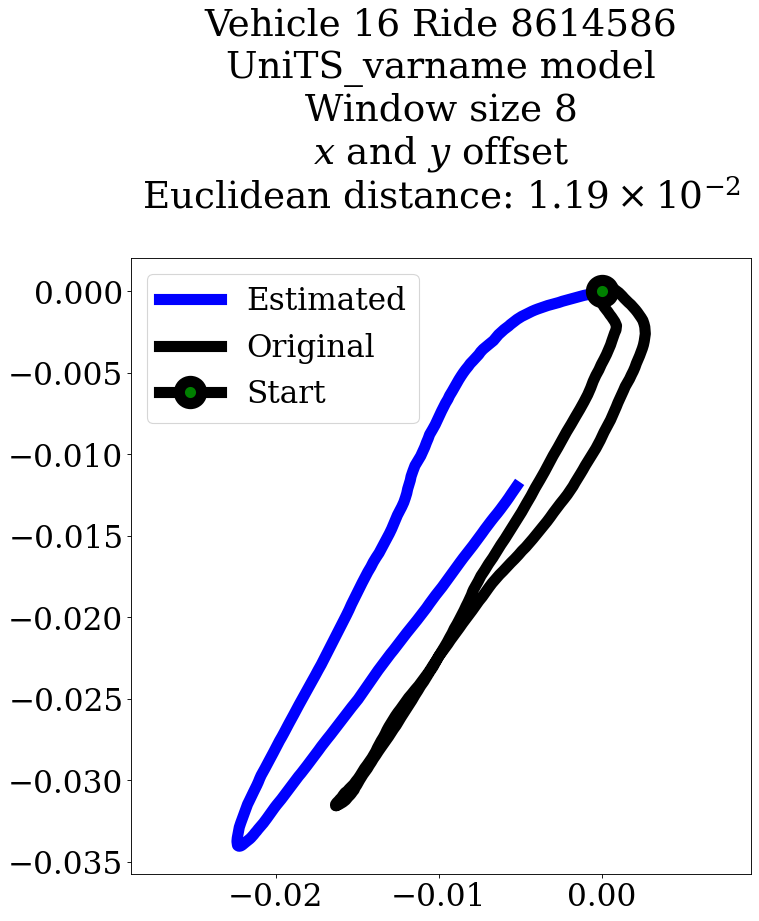 Vehicle 16 Ride 8614586
UniTS_varname model
Window size 8
x and y offset
Euclidean distance: 1.19 × 10⁻²
Estimated
Original
Start
0.000
−0.005
−0.010
−0.015
−0.020
−0.025
−0.030
−0.035
−0.02 −0.01 0.00